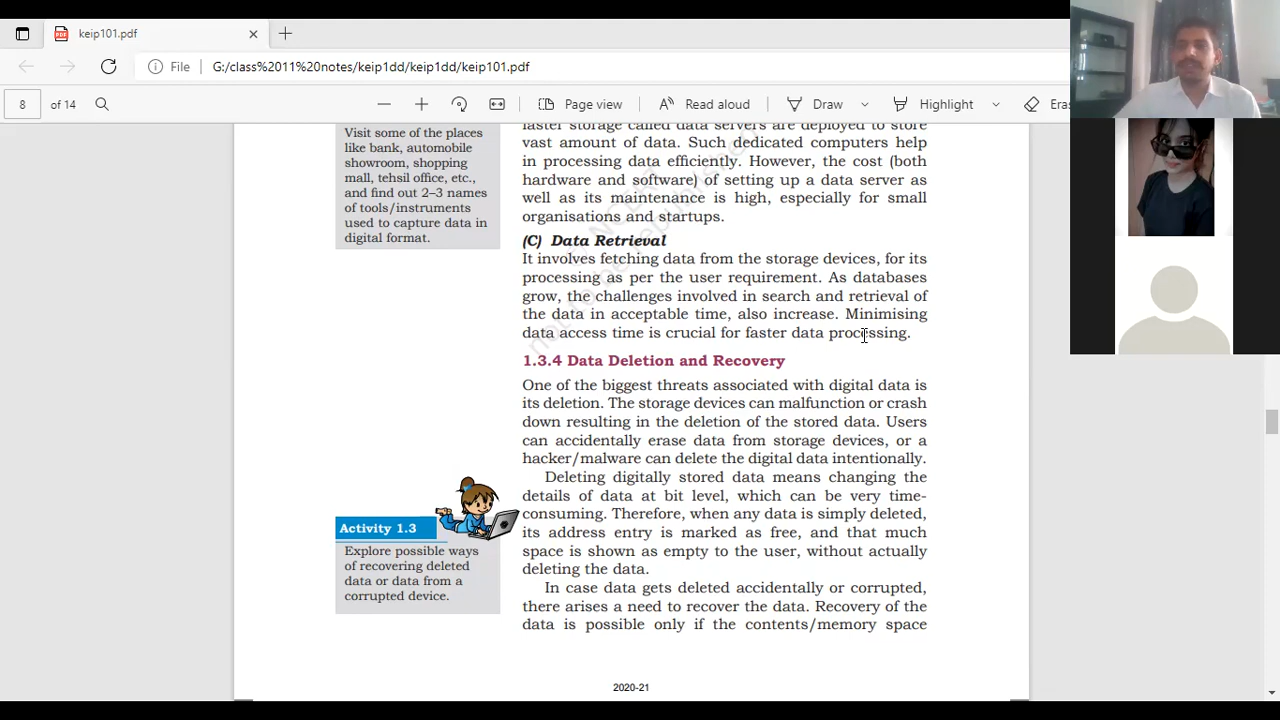 keip101.pdf
File G:/class%2011%20notes/keip1dd/keip1dd/keip101.pdf
8 of 14 Page view Read aloud Draw Highlight Eras
Visit some of the places
like bank, automobile
showroom, shopping
mall, tehsil office, etc.,
and find out 2–3 names
of tools/instruments
used to capture data in
digital format.
faster storage called data servers are deployed to store
vast amount of data. Such dedicated computers help
in processing data efficiently. However, the cost (both
hardware and software) of setting up a data server as
well as its maintenance is high, especially for small
organisations and startups.
(C) Data Retrieval
It involves fetching data from the storage devices, for its
processing as per the user requirement. As databases
grow, the challenges involved in search and retrieval of
the data in acceptable time, also increase. Minimising
data access time is crucial for faster data processing.
1.3.4 Data Deletion and Recovery
One of the biggest threats associated with digital data is
its deletion. The storage devices can malfunction or crash
down resulting in the deletion of the stored data. Users
can accidentally erase data from storage devices, or a
hacker/malware can delete the digital data intentionally.
Deleting digitally stored data means changing the
details of data at bit level, which can be very time-
consuming. Therefore, when any data is simply deleted,
its address entry is marked as free, and that much
space is shown as empty to the user, without actually
deleting the data.
In case data gets deleted accidentally or corrupted,
there arises a need to recover the data. Recovery of the
data is possible only if the contents/memory space
Activity 1.3
Explore possible ways
of recovering deleted
data or data from a
corrupted device.
2020-21